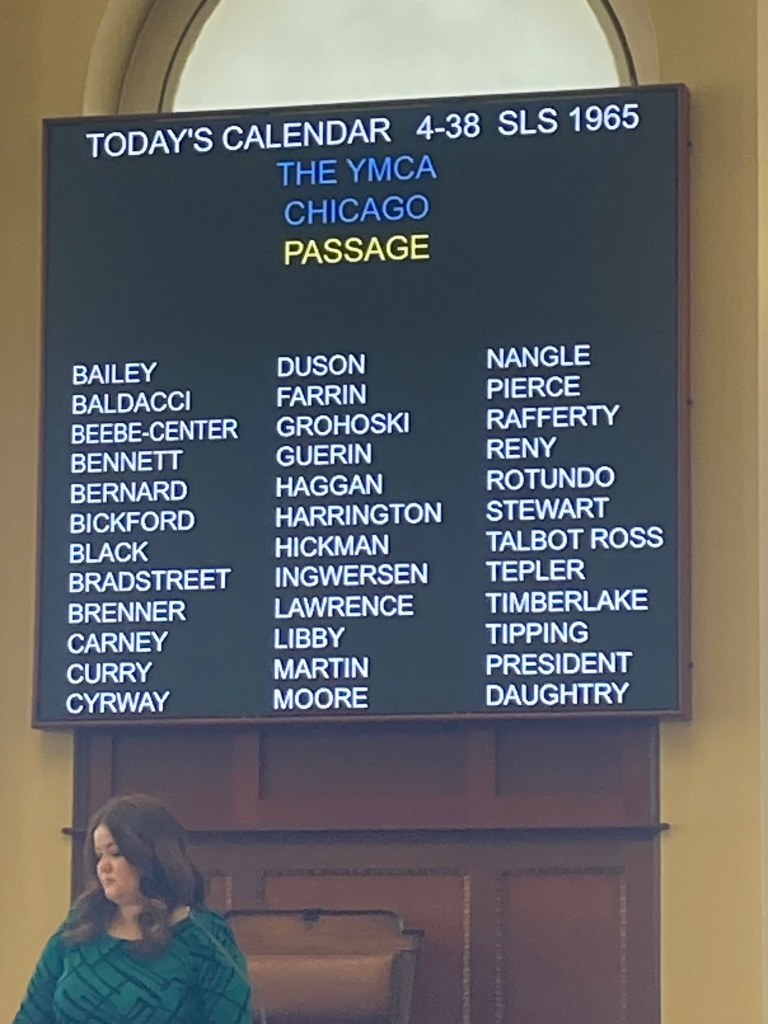 TODAY'S CALENDAR 4-38 SLS 1965
THE YMCA
CHICAGO
PASSAGE
BAILEY
BALDACCI
BEEBE-CENTER
BENNETT
BERNARD
BICKFORD
BLACK
BRADSTREET
BRENNER
CARNEY
CURRY
CYRWAY
DUSON
FARRIN
GROHOSKI
GUERIN
HAGGAN
HARRINGTON
HICKMAN
INGWERSEN
LAWRENCE
LIBBY
MARTIN
MOORE
NANGLE
PIERCE
RAFFERTY
RENY
ROTUNDO
STEWART
TALBOT ROSS
TEPLER
TIMBERLAKE
TIPPING
PRESIDENT
DAUGHTRY